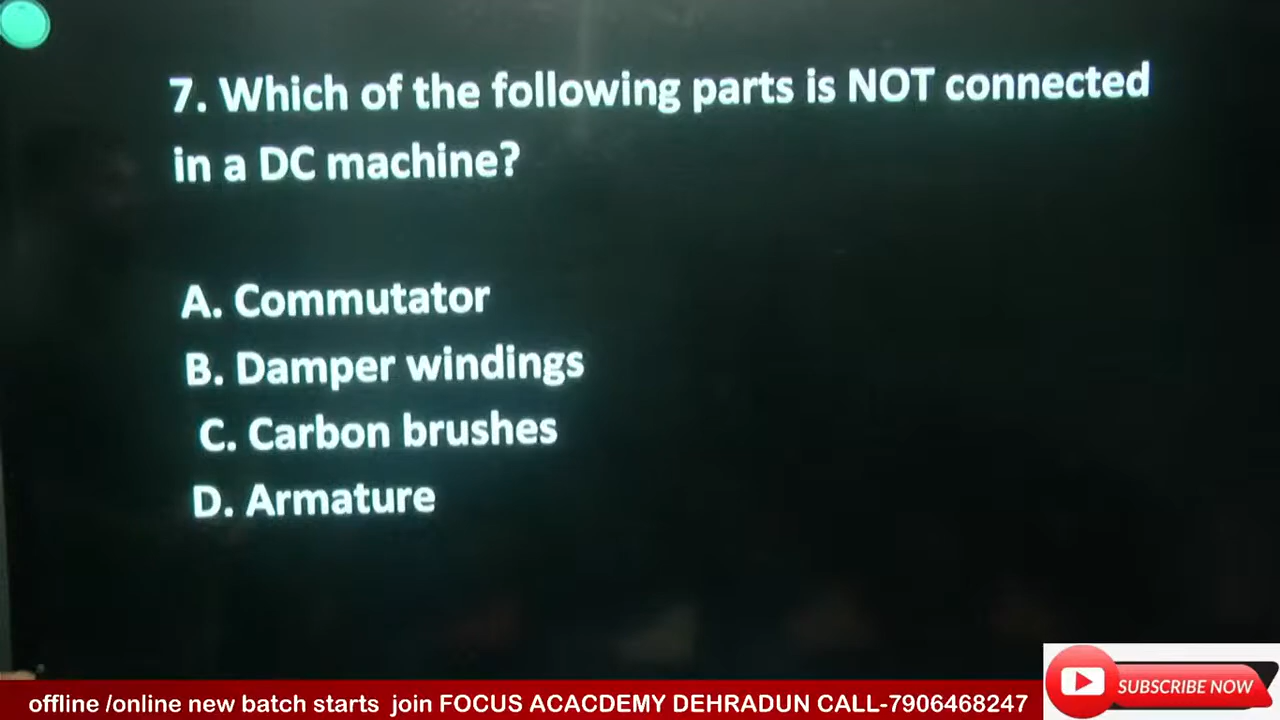 7. Which of the following parts is NOT connected
in a DC machine?
A. Commutator
B. Damper windings
C. Carbon brushes
D. Armature
offline /online new batch starts join FOCUS ACACDEMY DEHRADUN CALL-7906468247
SUBSCRIBE NOW